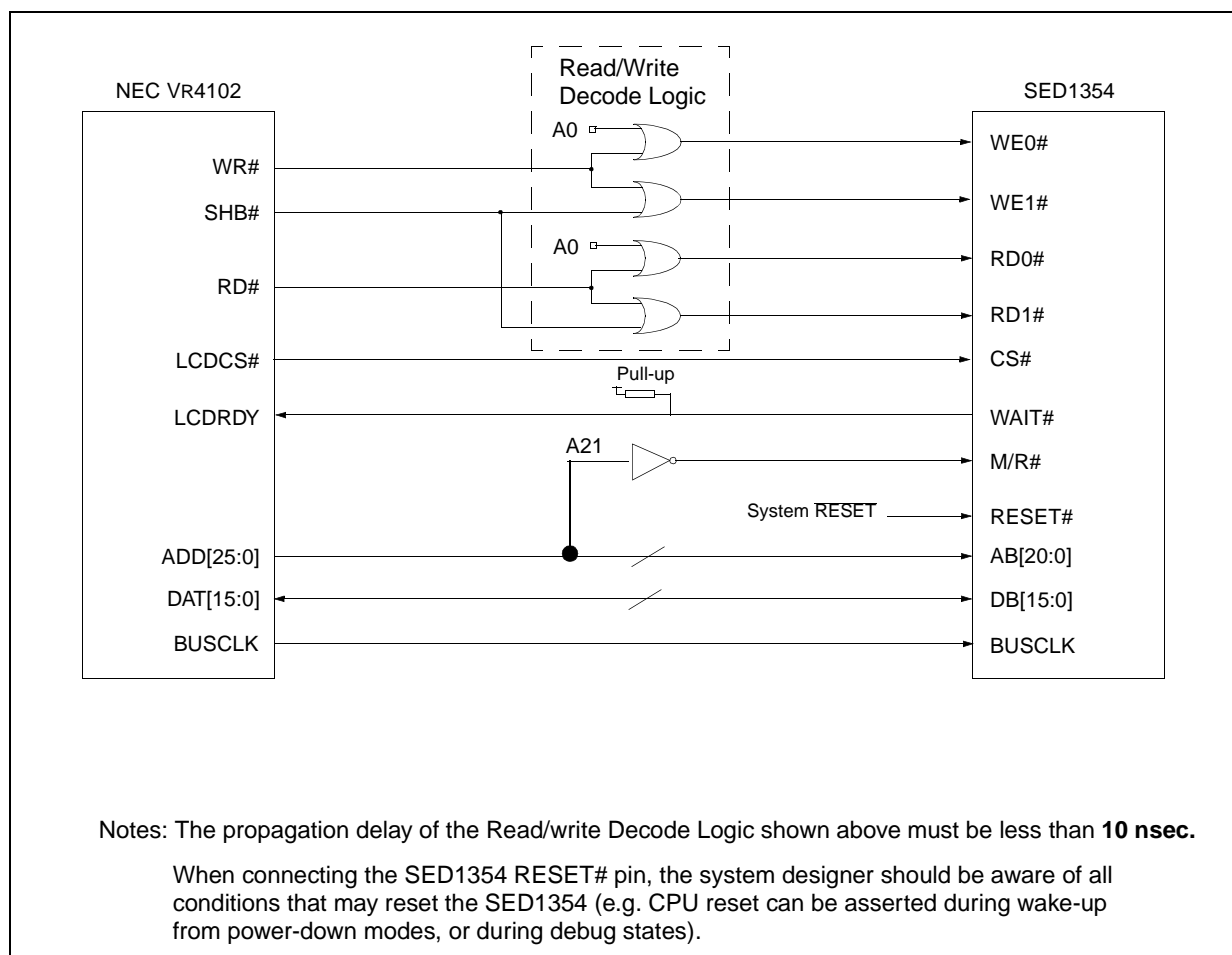 Read/Write
Decode Logic
NEC VR4102
SED1354
A0
WR#
WE0#
SHB#
WE1#
A0
RD#
RD0#
RD1#
LCDCS#
CS#
Pull-up
LCDRDY
WAIT#
A21
M/R#
System RESET
RESET#
ADD[25:0]
AB[20:0]
DAT[15:0]
DB[15:0]
BUSCLK
BUSCLK
Notes: The propagation delay of the Read/write Decode Logic shown above must be less than 10 nsec.
When connecting the SED1354 RESET# pin, the system designer should be aware of all
conditions that may reset the SED1354 (e.g. CPU reset can be asserted during wake-up
from power-down modes, or during debug states).